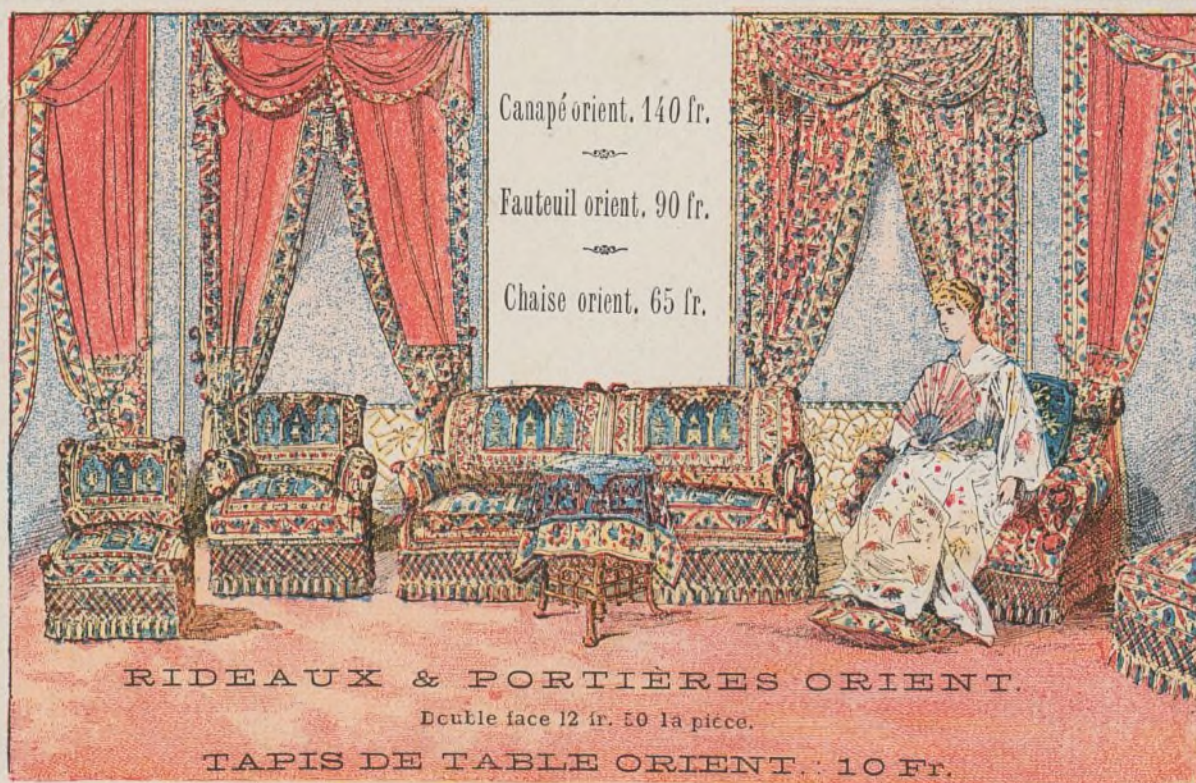 Canapé orient. 140 fr.
Fauteuil orient. 90 fr.
Chaise orient. 65 fr.
RIDEAUX & PORTIÈRES ORIENT.
Double face 12 fr. 50 la pièce.
TAPIS DE TABLE ORIENT.: 10 Fr.